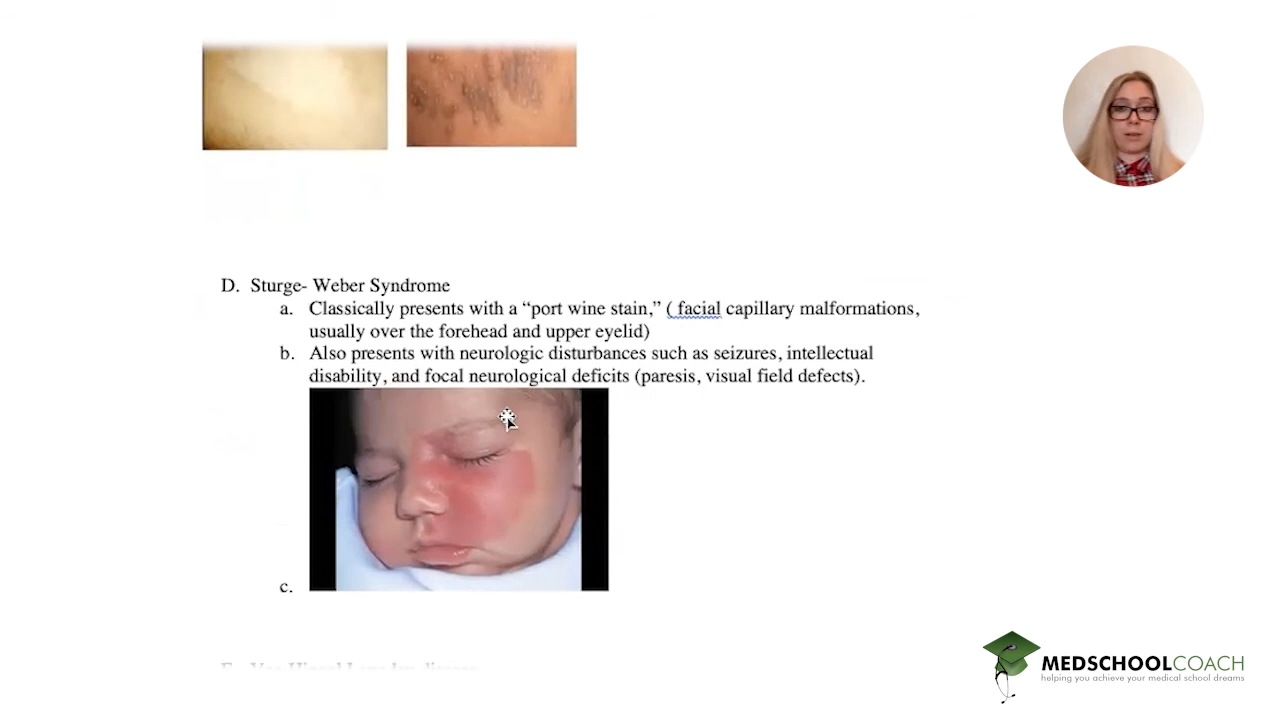 D. Sturge- Weber Syndrome
a. Classically presents with a “port wine stain,” ( facial capillary malformations,
usually over the forehead and upper eyelid)
b. Also presents with neurologic disturbances such as seizures, intellectual
disability, and focal neurological deficits (paresis, visual field defects).
c.
MEDSCHOOLCOACH
helping you achieve your medical school dreams